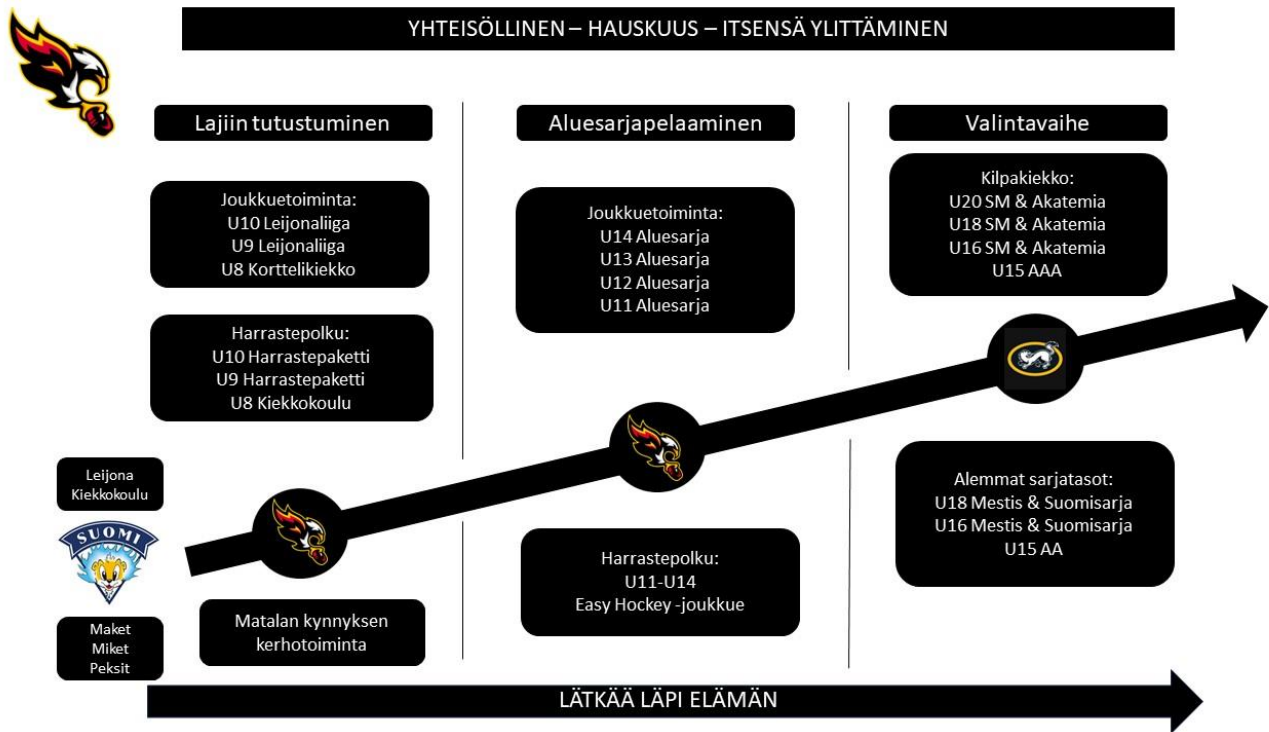 YHTEISÖLLINEN – HAUSKUUS – ITSENSÄ YLITTÄMINEN
Lajiin tutustuminen
Joukkuetoiminta:
U10 Leijonaliiga
U9 Leijonaliiga
U8 Korttelikiekko
Harrastepolku:
U10 Harrastepaketti
U9 Harrastepaketti
U8 Kiekkokoulu
Leijona
Kiekkokoulu
SUOMI
Maket
Miket
Peksit
Matalan kynnyksen
kerhotoiminta
Aluesarjapelaaminen
Joukkuetoiminta:
U14 Aluesarja
U13 Aluesarja
U12 Aluesarja
U11 Aluesarja
Harrastepolku:
U11-U14
Easy Hockey -joukkue
Valintavaihe
Kilpakiekko:
U20 SM & Akatemia
U18 SM & Akatemia
U16 SM & Akatemia
U15 AAA
Alemmat sarjatasot:
U18 Mestis & Suomisarja
U16 Mestis & Suomisarja
U15 AA
LÄTKÄÄ LÄPI ELÄMÄN